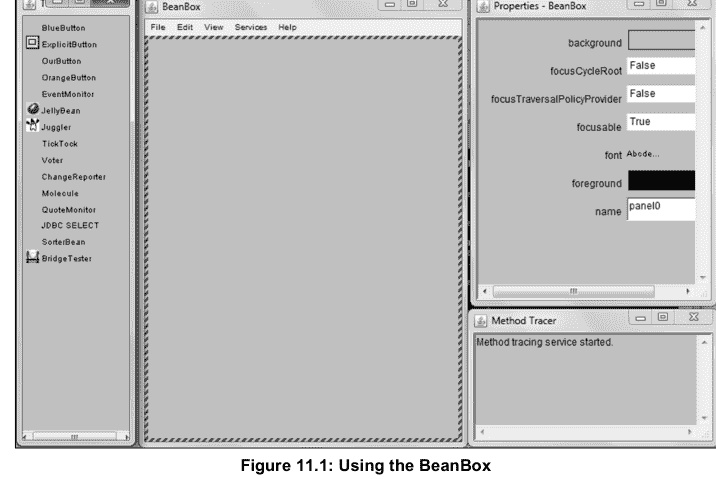 BlueButton
ExplicitButton
OurButton
OrangeButton
EventMonitor
JellyBean
Juggler
TickTock
Voter
ChangeReporter
Molecule
QuoteMonitor
JDBC SELECT
SorterBean
BridgeTester
BeanBox
File Edit View Services Help
Properties - BeanBox
background
focusCycleRoot False
focusTraversalPolicyProvider False
focusable True
font Abcde...
foreground
name panel0
Method Tracer
Method tracing service started.
Figure 11.1: Using the BeanBox